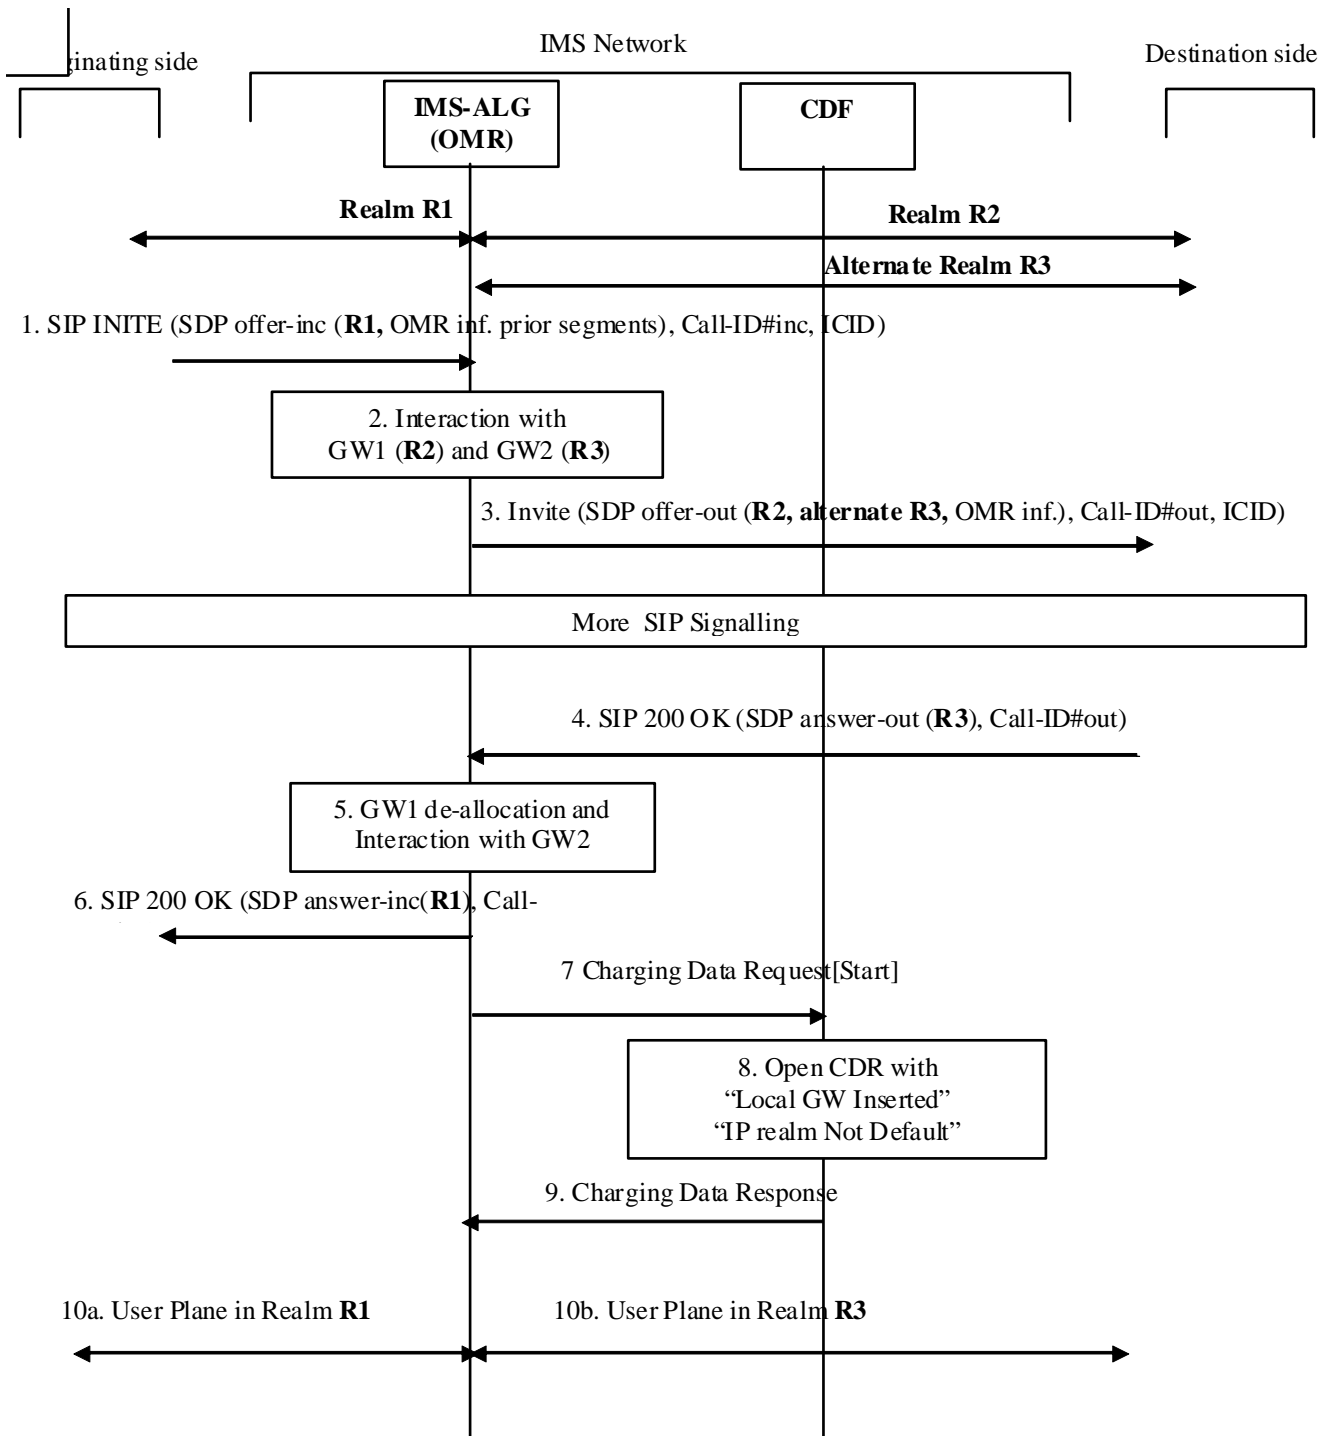 IMS Network
ginating side
Destination side
IMS-ALG
(OMR)
CDF
Realm R1
Realm R2
Alternate Realm R3
1. SIP INITE (SDP offer-inc (R1, OMR inf. prior segments), Call-ID#inc, ICID)
2. Interaction with
GW1 (R2) and GW2 (R3)
3. Invite (SDP offer-out (R2, alternate R3, OMR inf.), Call-ID#out, ICID)
More SIP Signalling
4. SIP 200 OK (SDP answer-out (R3), Call-ID#out)
5. GW1 de-allocation and
Interaction with GW2
6. SIP 200 OK (SDP answer-inc(R1), Call-
7 Charging Data Request[Start]
8. Open CDR with
“Local GW Inserted”
“IP realm Not Default”
9. Charging Data Response
10a. User Plane in Realm R1
10b. User Plane in Realm R3